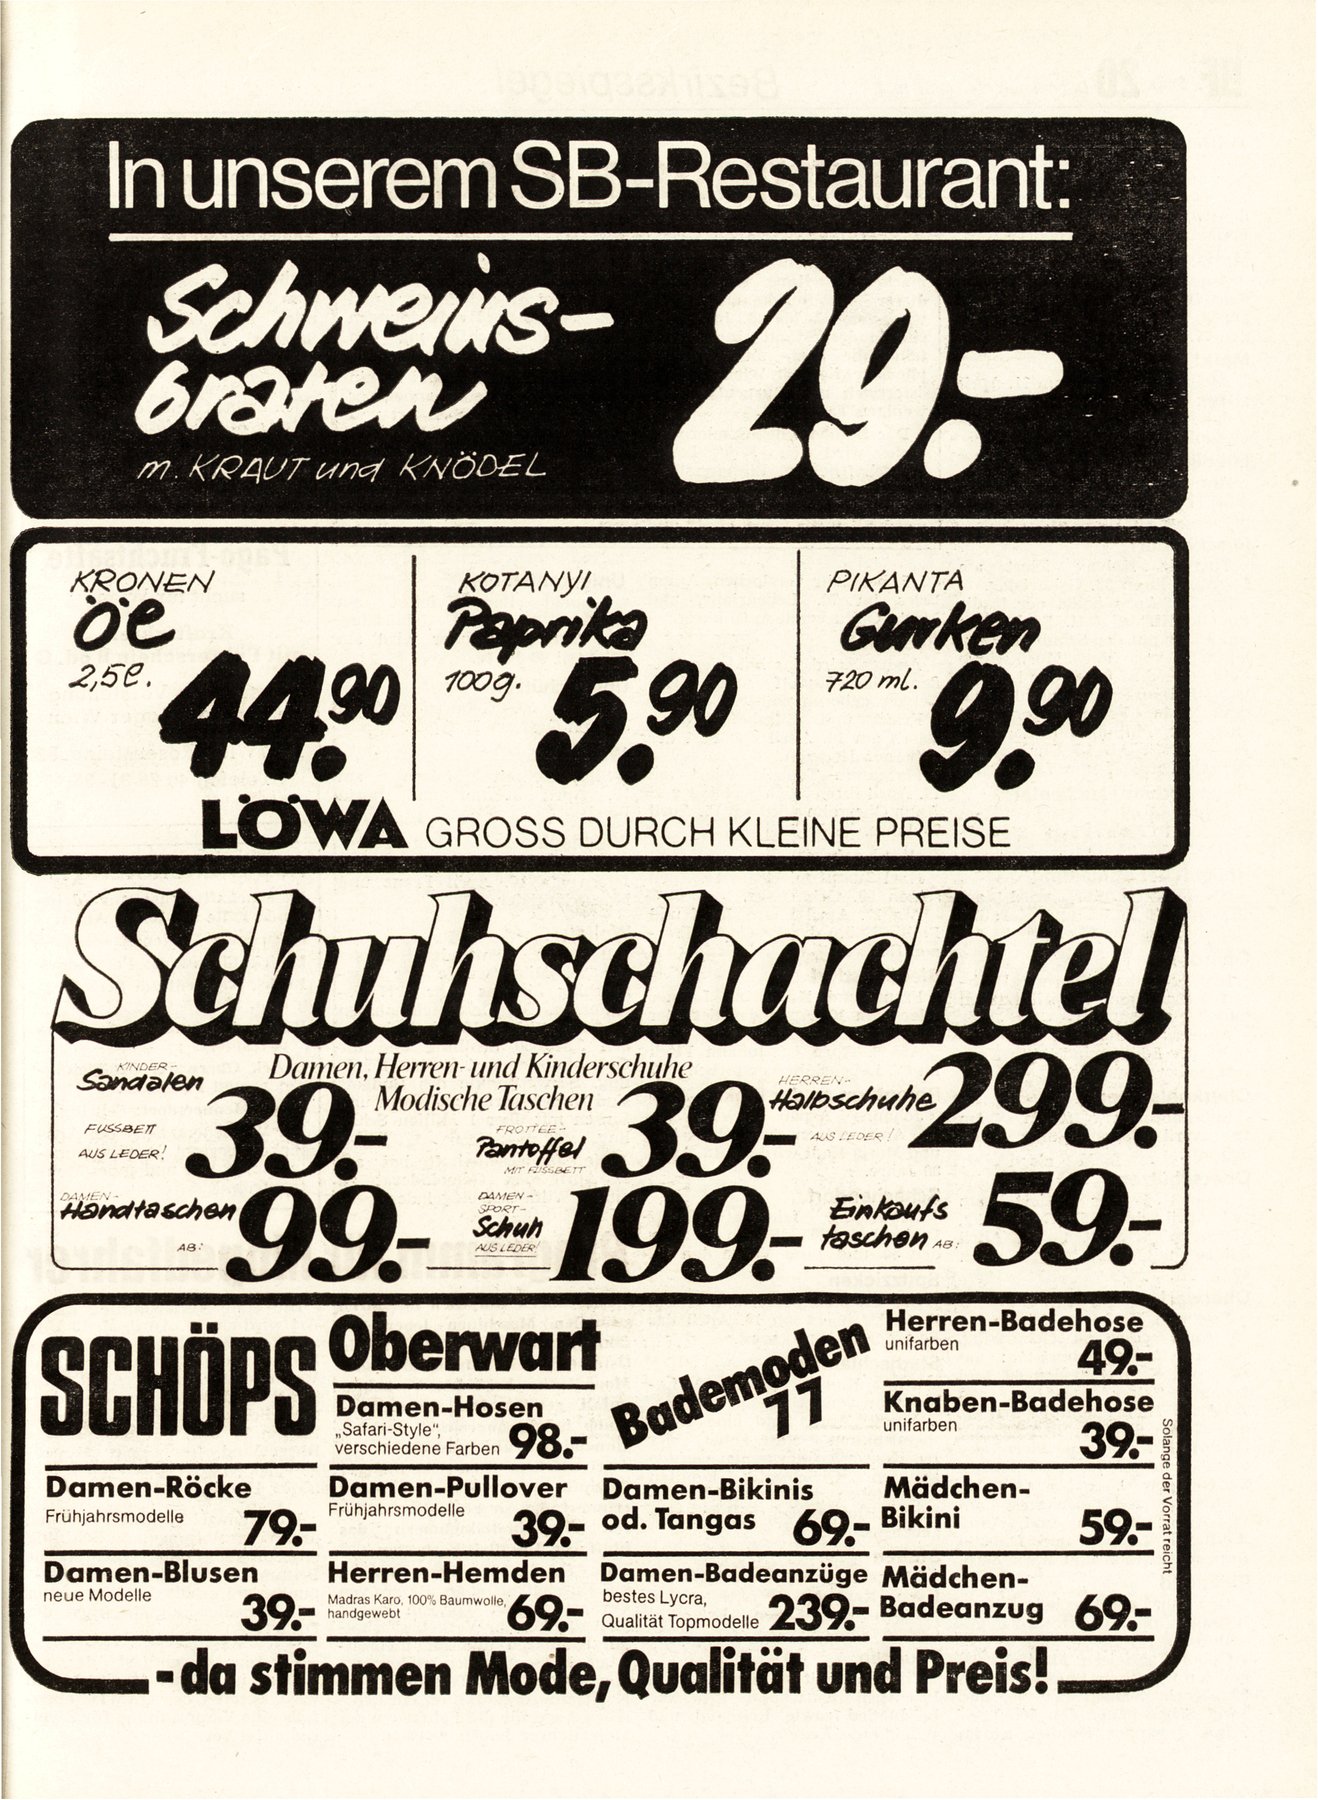 In unserem SB-Restaurant:
Schweins-
braten
m. KRAUT und KNÖDEL
29.-
KRONEN
öe
2,5l.
44.90
KOTANYI
Paprika
100g.
5.90
PIKANTA
Gurken
720 ml.
9.90
LÖWA GROSS DURCH KLEINE PREISE
Schuhschachtel
Damen, Herren- und Kinderschuhe
Modische Taschen
KINDER-
Sandalen
FUSSBETT
AUS LEDER!
39.-
FROTTEE-
Pantoffel
MIT FUSSBETT
39.-
HERREN-
Halbschuhe
AUS LEDER!
299.-
DAMEN-
Handtaschen
AB:
99.-
DAMEN-
SPORT-
Schuh
AUS LEDER!
199.-
Einkaufs
taschen AB:
59.-
SCHÖPS Oberwart
Damen-Hosen
„Safari-Style“,
verschiedene Farben 98.-
Damen-Röcke
Frühjahrsmodelle
79.-
Damen-Pullover
Frühjahrsmodelle
39.-
Damen-Blusen
neue Modelle
39.-
Herren-Hemden
Madras Karo, 100% Baumwolle,
handgewebt
69.-
Bademoden
77
Herren-Badehose
unifarben
49.-
Knaben-Badehose
unifarben
39.-
Damen-Bikinis
od. Tangas 69.-
Mädchen-
Bikini 59.-
Damen-Badeanzüge
bestes Lycra,
Qualität Topmodelle 239.-
Mädchen-
Badeanzug 69.-
Solange der Vorrat reicht
- da stimmen Mode, Qualität und Preis!